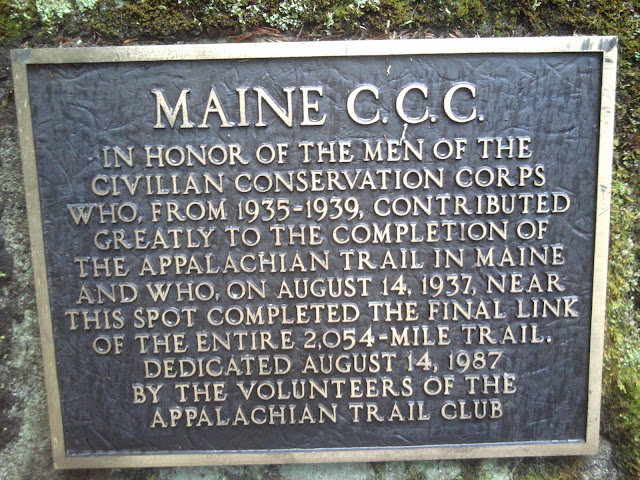 MAINE C.C.C.
IN HONOR OF THE MEN OF THE
CIVILIAN CONSERVATION CORPS
WHO, FROM 1935-1939, CONTRIBUTED
GREATLY TO THE COMPLETION OF
THE APPALACHIAN TRAIL IN MAINE
AND WHO, ON AUGUST 14, 1937, NEAR
THIS SPOT COMPLETED THE FINAL LINK
OF THE ENTIRE 2,054-MILE TRAIL.
DEDICATED AUGUST 14, 1987
BY THE VOLUNTEERS OF THE
APPALACHIAN TRAIL CLUB